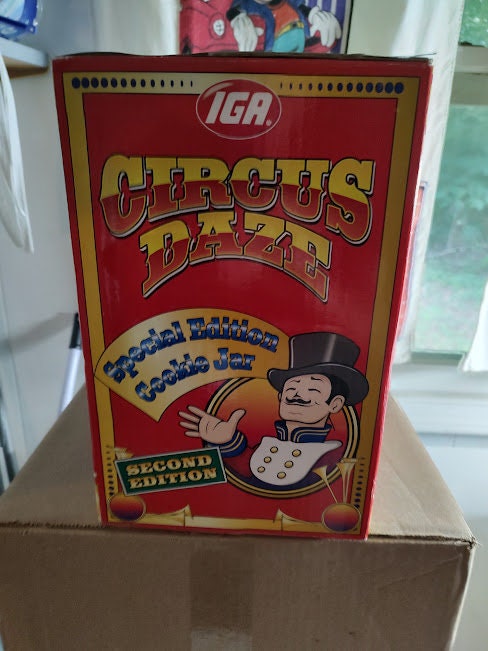 IGA
CIRCUS
DAZE
Special Edition
Cookie Jar
SECOND
EDITION